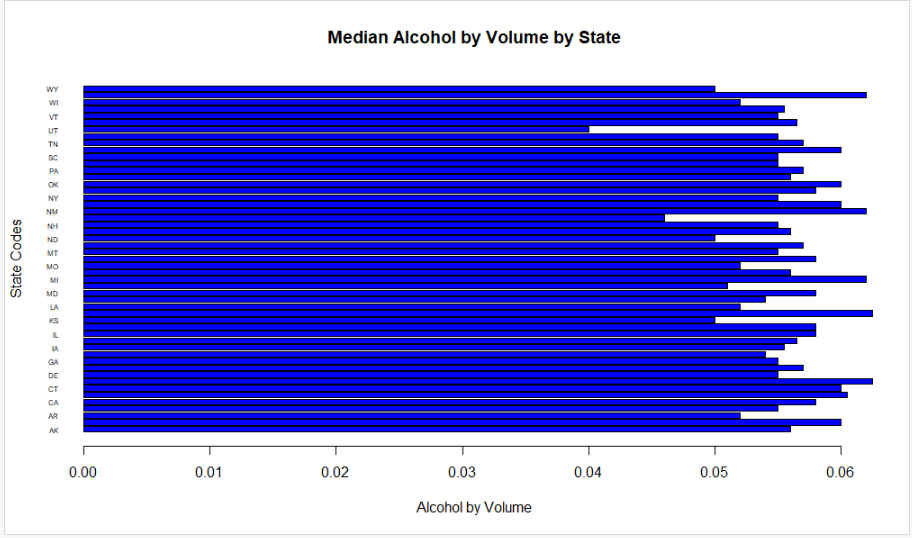 Median Alcohol by Volume by State
State Codes
WY
WI
VT
UT
TN
SC
PA
OK
NY
NM
NH
ND
MT
MO
MI
MD
LA
KS
IL
IA
GA
DE
CT
CA
AR
AK
0.00 0.01 0.02 0.03 0.04 0.05 0.06
Alcohol by Volume